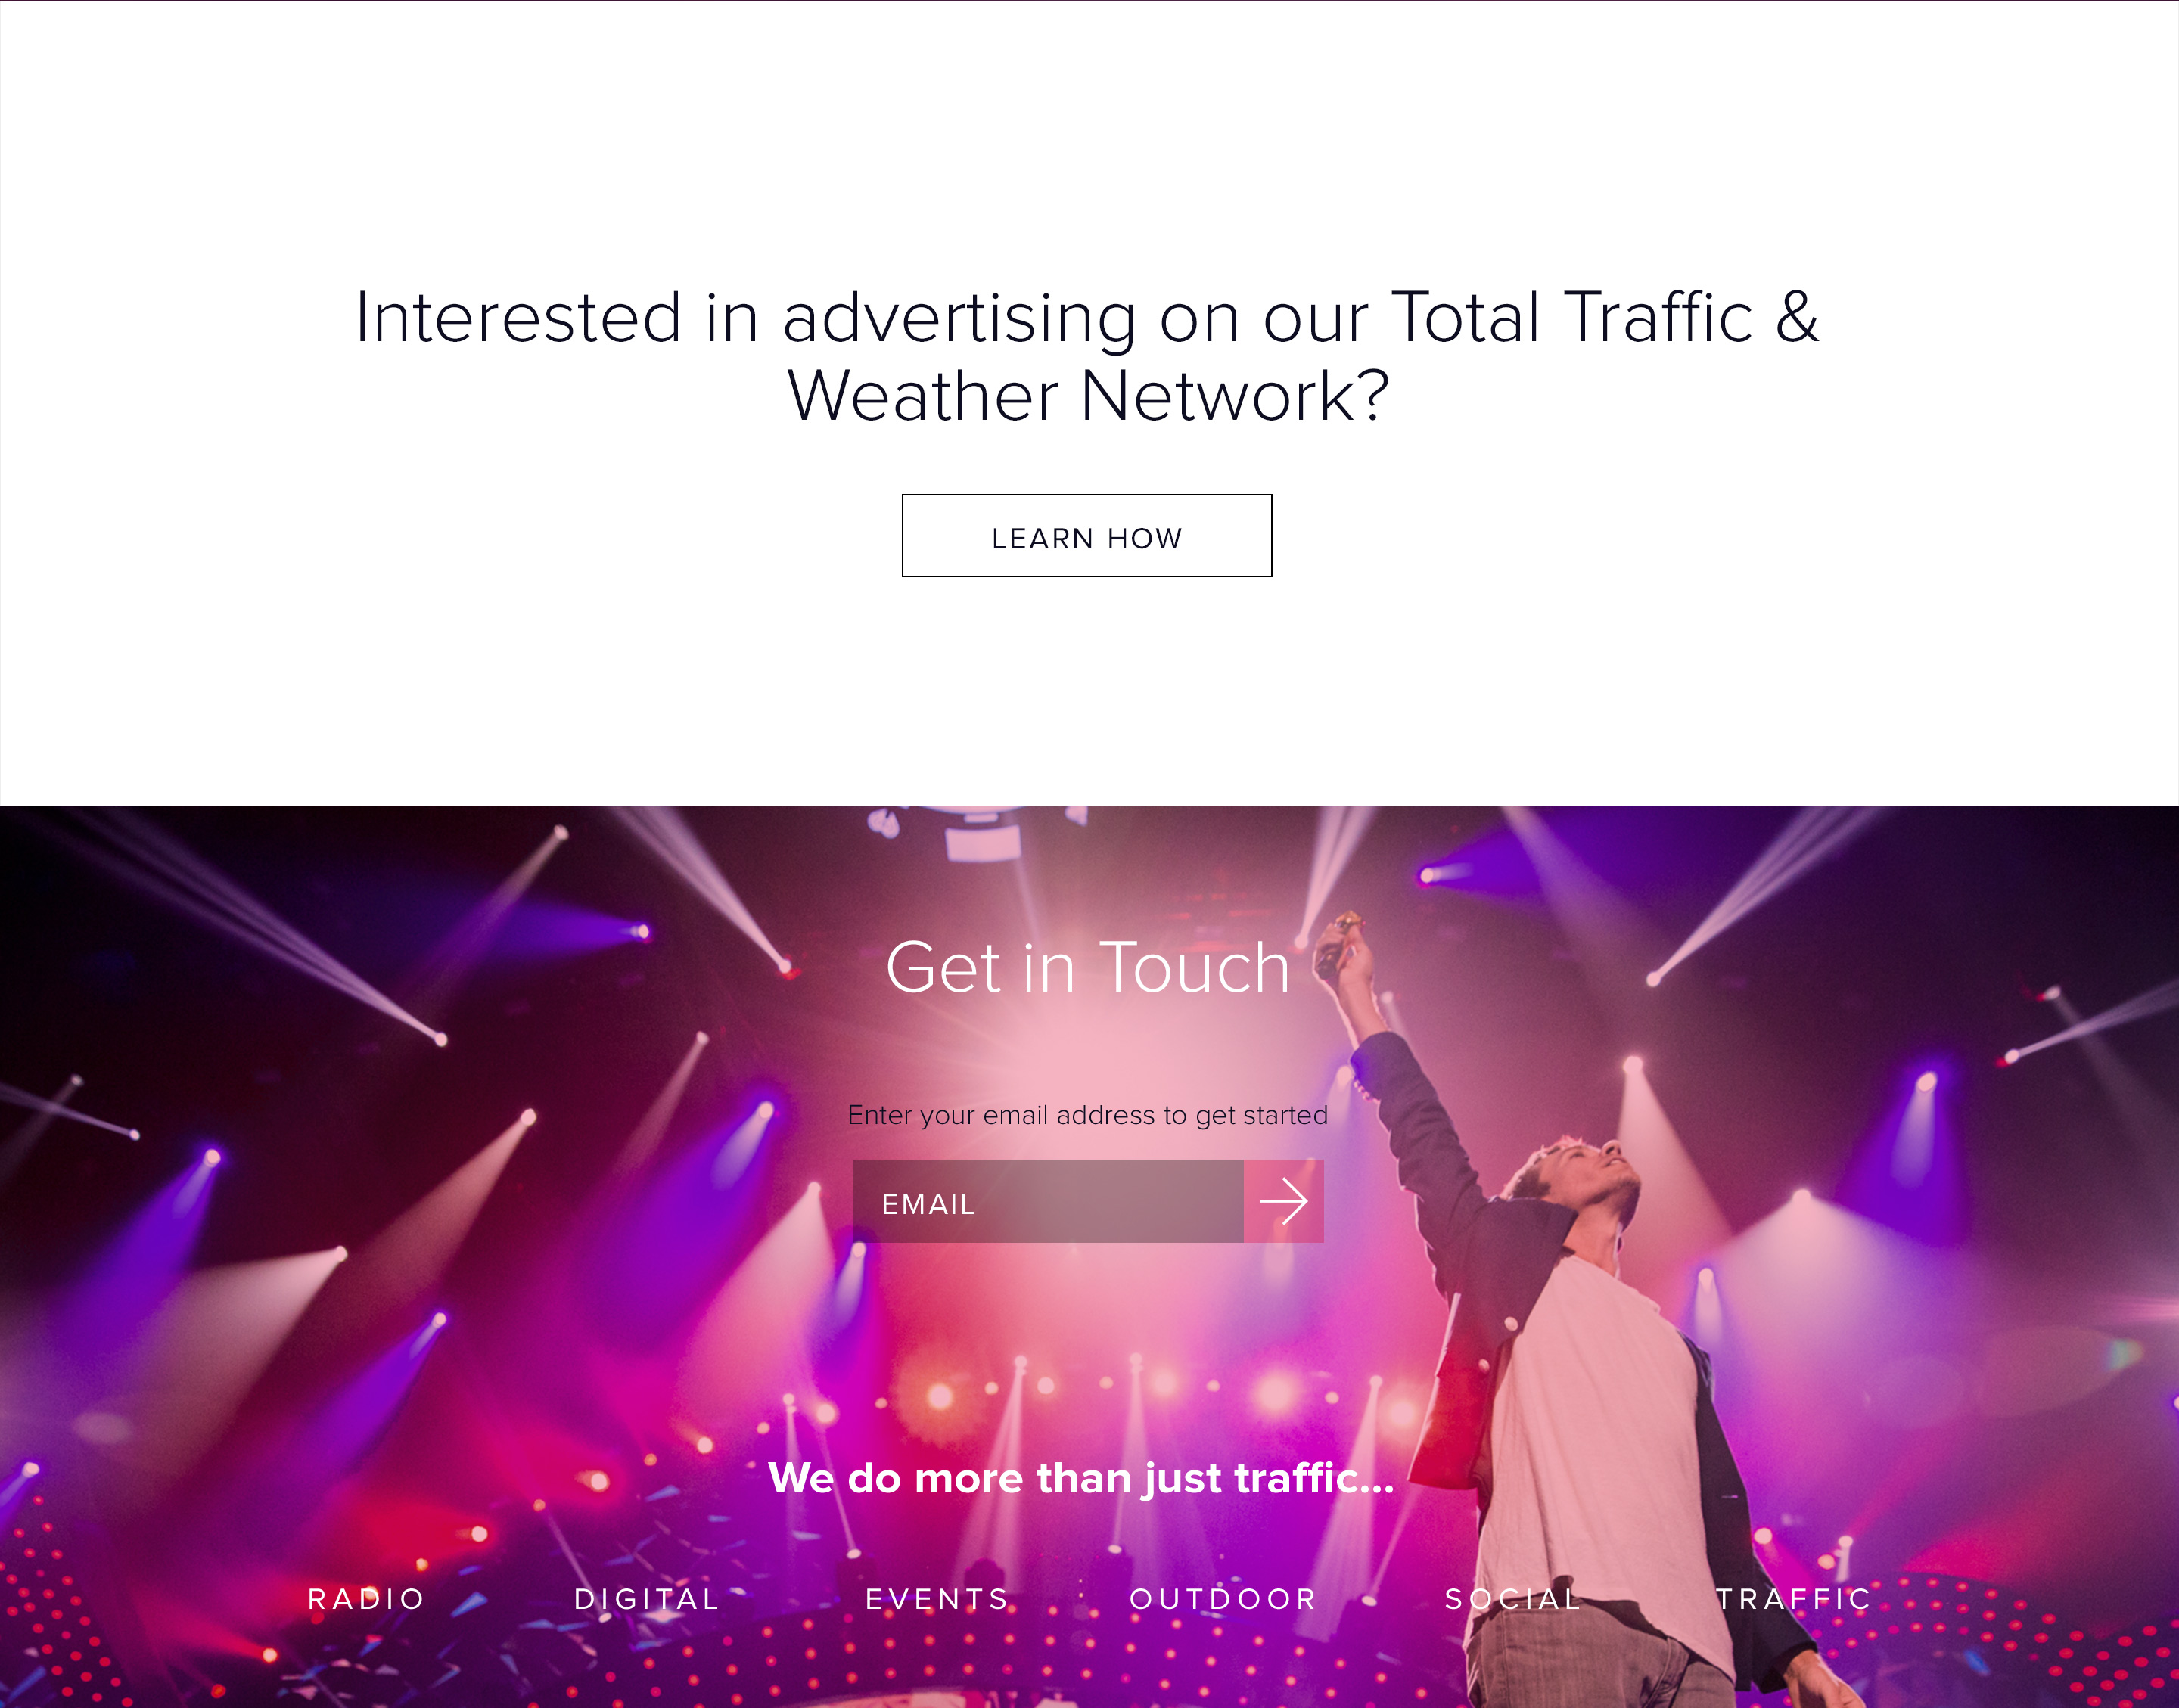 Interested in advertising on our Total Traffic &
Weather Network?
LEARN HOW
Get in Touch
Enter your email address to get started
EMAIL
We do more than just traffic...
RADIO DIGITAL EVENTS OUTDOOR SOCIAL TRAFFIC